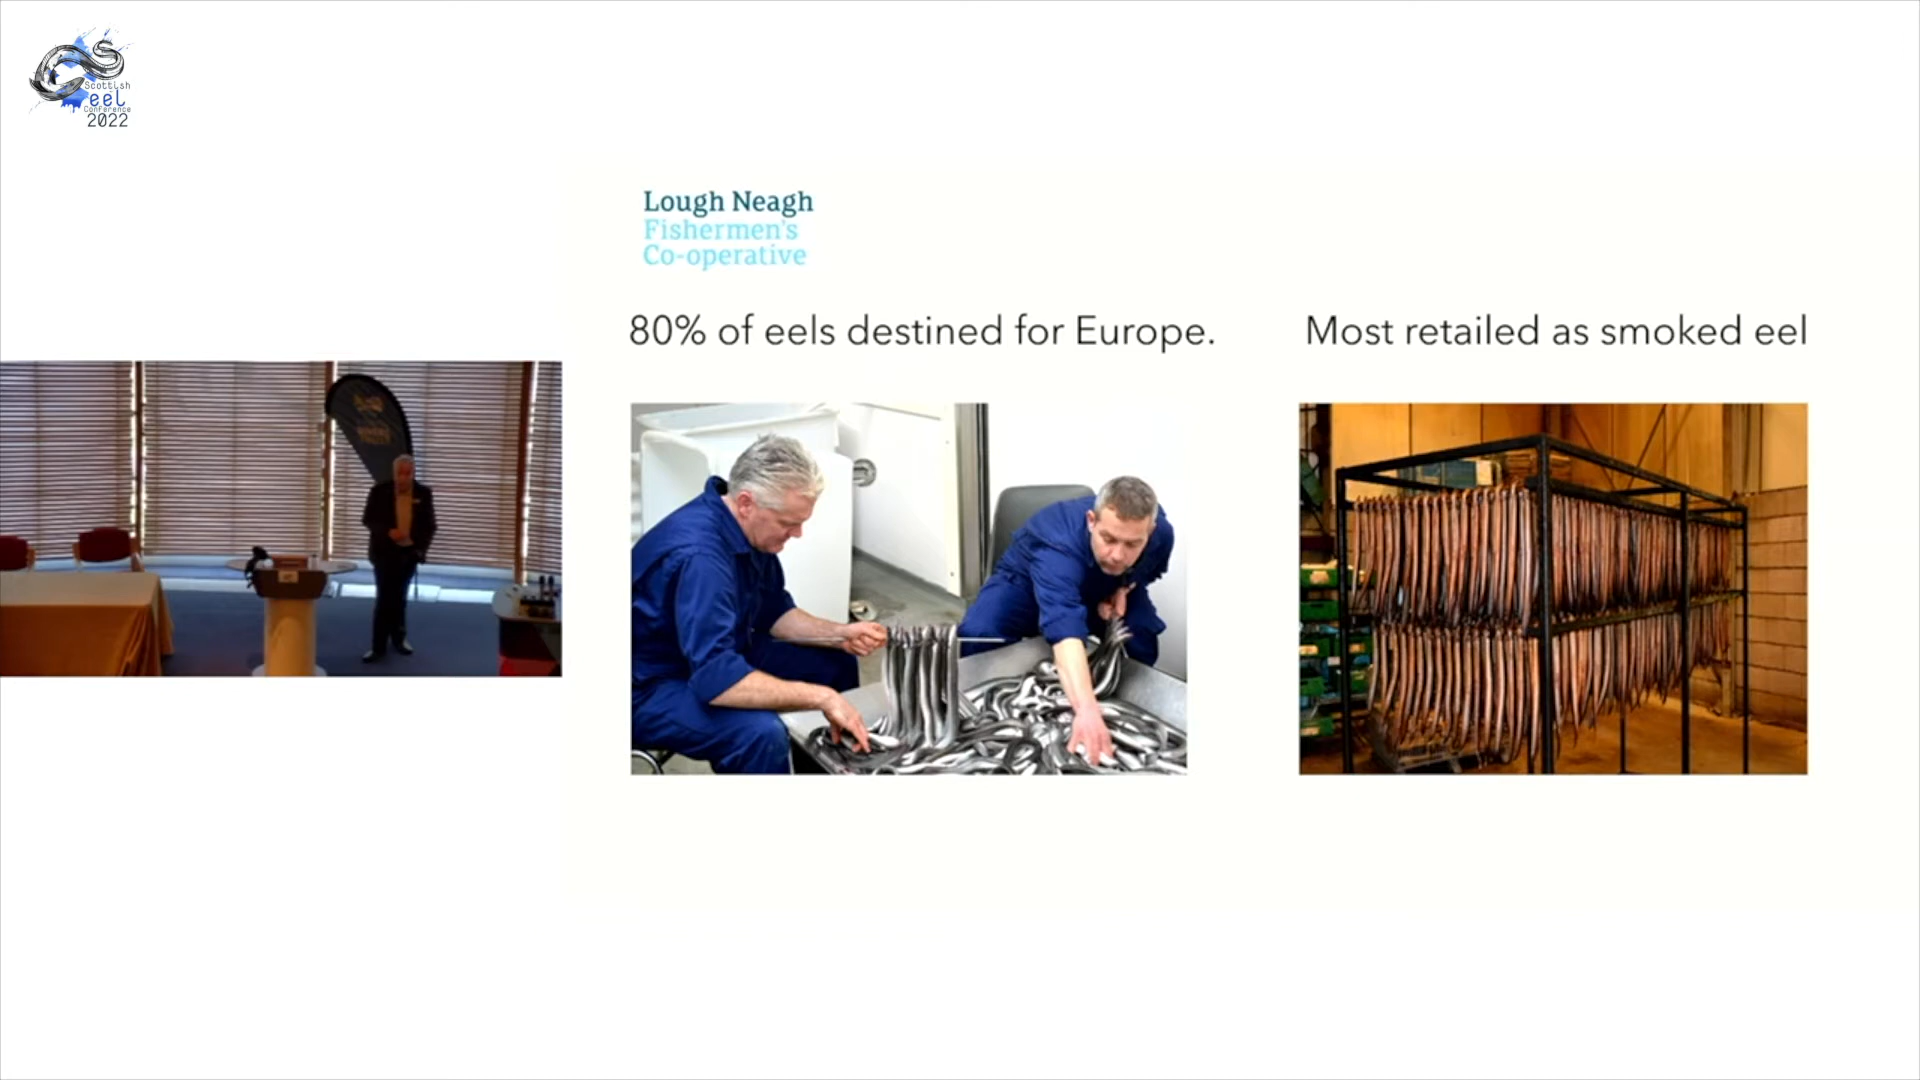 Scottish
eel
Conference
2022
Lough Neagh
Fishermen's
Co-operative
80% of eels destined for Europe.
Most retailed as smoked eel